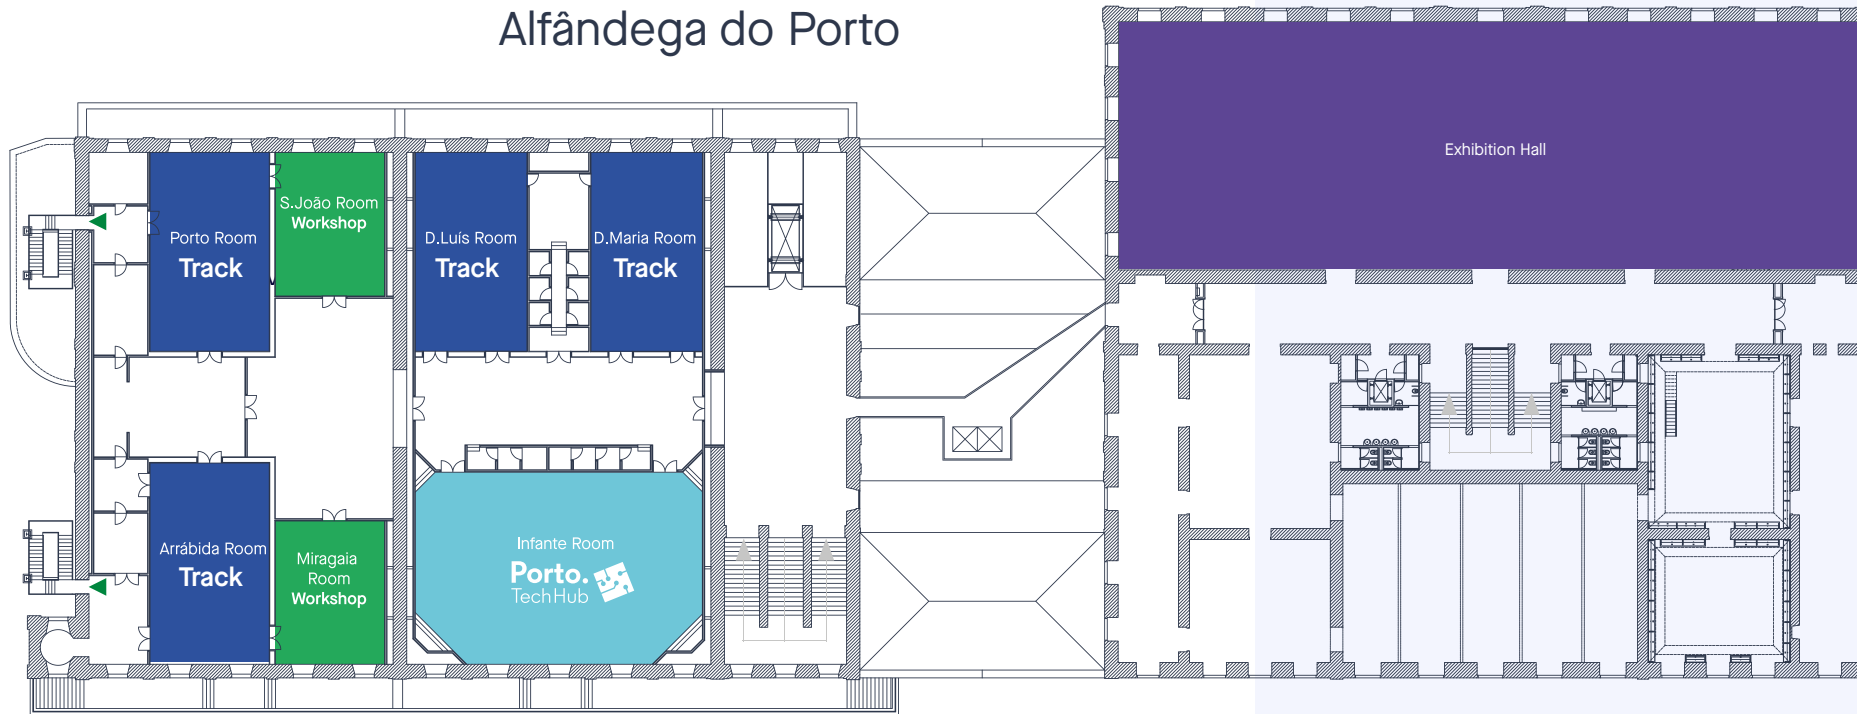 Alfândega do Porto
Exhibition Hall
S.João Room
Workshop
Porto Room
Track
D.Luís Room
Track
D.Maria Room
Track
Arrábida Room
Track
Miragaia
Room
Workshop
Infante Room
Porto.
TechHub